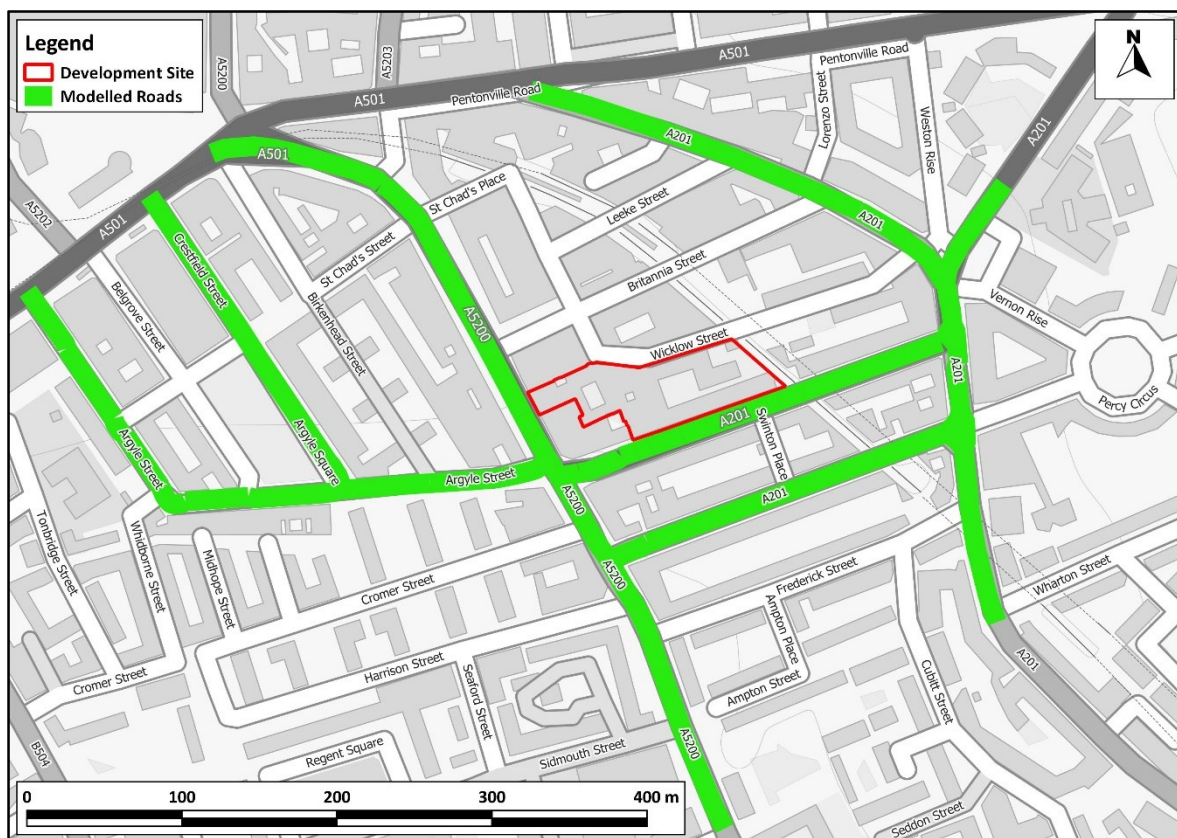 Legend
Development Site
Modelled Roads
N
A5200
A5203
A501
Pentonville Road
A501
Pentonville Road
A501
A201
Lorenzo Street
Weston Rise
A201
A5202
A501
St Chad's Place
Leeke Street
A201
Crestfield Street
St Chad's Street
Britannia Street
Belgrove Street
Birkenhead Street
A5200
Wicklow Street
Vernon Rise
A201
Percy Circus
A201
Swinton Place
Argyle Street
Argyle Square
Argyle Street
A5200
A201
Tonbridge Street
Whidborne Street
Midhope Street
Cromer Street
A5200
Frederick Street
Wharton Street
Ampton Place
Harrison Street
Cromer Street
Seaford Street
Ampton Street
Cubitt Street
A201
B504
Regent Square
Sidmouth Street
A5200
Seddon Street
0 100 200 300 400 m